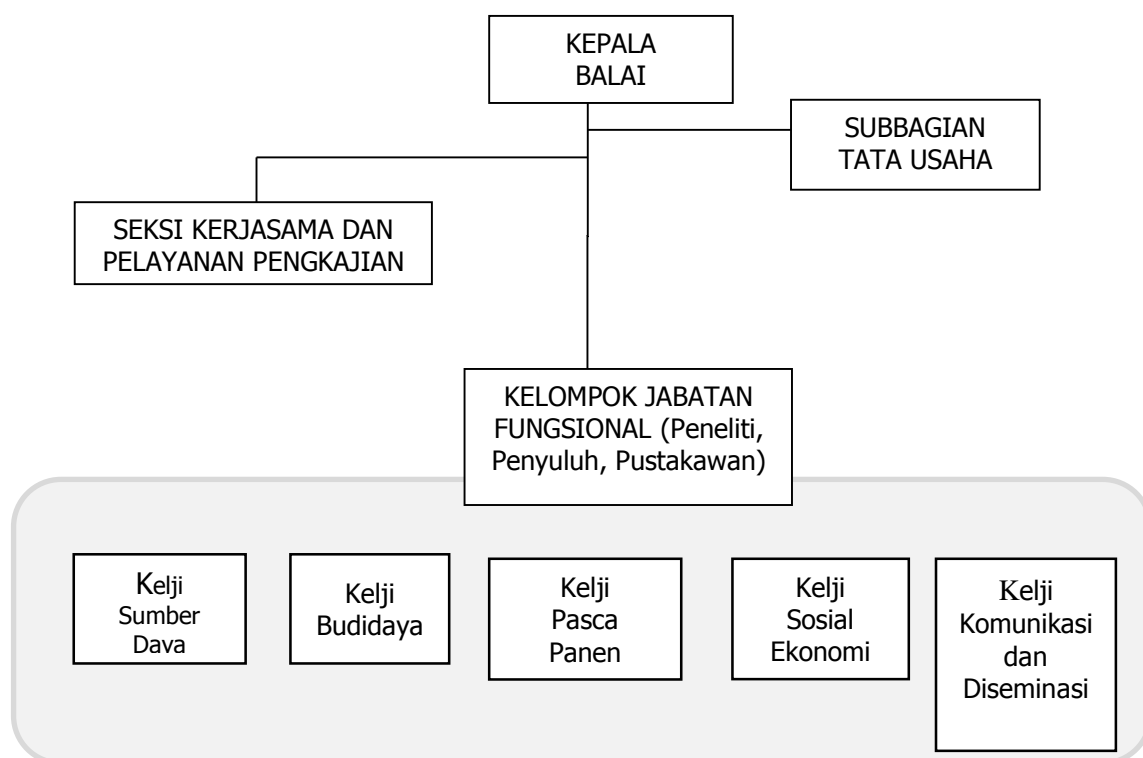 KEPALA
BALAI
SUBBAGIAN
TATA USAHA
SEKSI KERJASAMA DAN
PELAYANAN PENGKAJIAN
KELOMPOK JABATAN
FUNGSIONAL (Peneliti,
Penyuluh, Pustakawan)
Kelji
Sumber
Dava
Kelji
Budidaya
Kelji
Pasca
Panen
Kelji
Sosial
Ekonomi
Kelji
Komunikasi
dan
Diseminasi